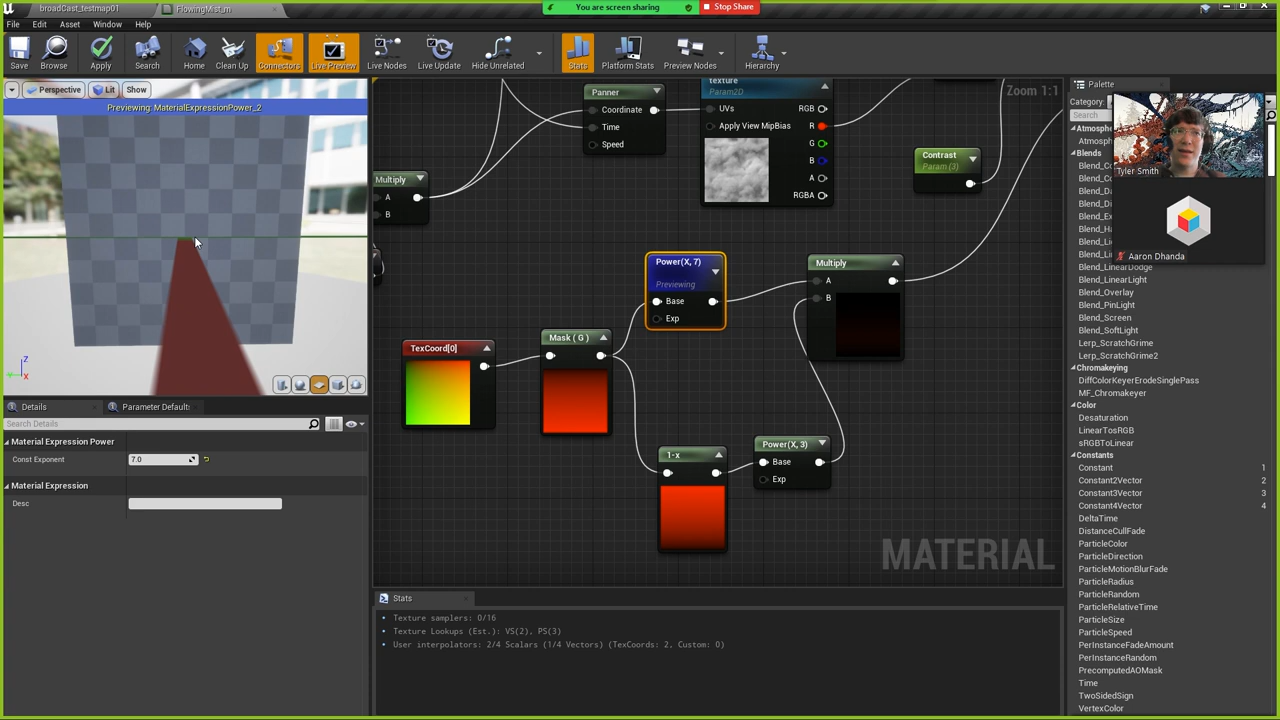 broadCast_testmap01
FlowingMist_m
You are screen sharing
Stop Share
File
Edit
Asset
Window
Help
Save
Browse
Apply
Search
Home
Clean Up
Connectors
Live Preview
Live Nodes
Live Update
Hide Unrelated
Stats
Platform Stats
Preview Nodes
Hierarchy
Perspective
Lit
Show
Previewing: MaterialExpressionPower_2
Z
X
Y
Details
Parameter Defaults
Search Details
Material Expression Power
Const Exponent
7.0
Material Expression
Desc
Zoom 1:1
Multiply
A
B
Panner
Coordinate
Time
Speed
texture
Param2D
UVs
Apply View MipBias
RGB
R
G
B
A
RGBA
Contrast
Param (3)
Power(X, 7)
Previewing
Base
Exp
Multiply
A
B
TexCoord[0]
Mask ( G )
1-x
Power(X, 3)
Base
Exp
MATERIAL
Stats
Texture samplers: 0/16
Texture Lookups (Est.): VS(2), PS(3)
User interpolators: 2/4 Scalars (1/4 Vectors) (TexCoords: 2, Custom: 0)
Palette
Category:
Search
Tyler Smith
Aaron Dhanda
Blends
Blend_LinearDodge
Blend_LinearLight
Blend_Overlay
Blend_PinLight
Blend_Screen
Blend_SoftLight
Lerp_ScratchGrime
Lerp_ScratchGrime2
Chromakeying
DiffColorKeyerErodeSinglePass
MF_Chromakeyer
Color
Desaturation
LinearTosRGB
sRGBToLinear
Constants
Constant 1
Constant2Vector 2
Constant3Vector 3
Constant4Vector 4
DeltaTime
DistanceCullFade
ParticleColor
ParticleDirection
ParticleMotionBlurFade
ParticleRadius
ParticleRandom
ParticleRelativeTime
ParticleSize
ParticleSpeed
PerInstanceFadeAmount
PerInstanceRandom
PrecomputedAOMask
Time
TwoSidedSign
VertexColor